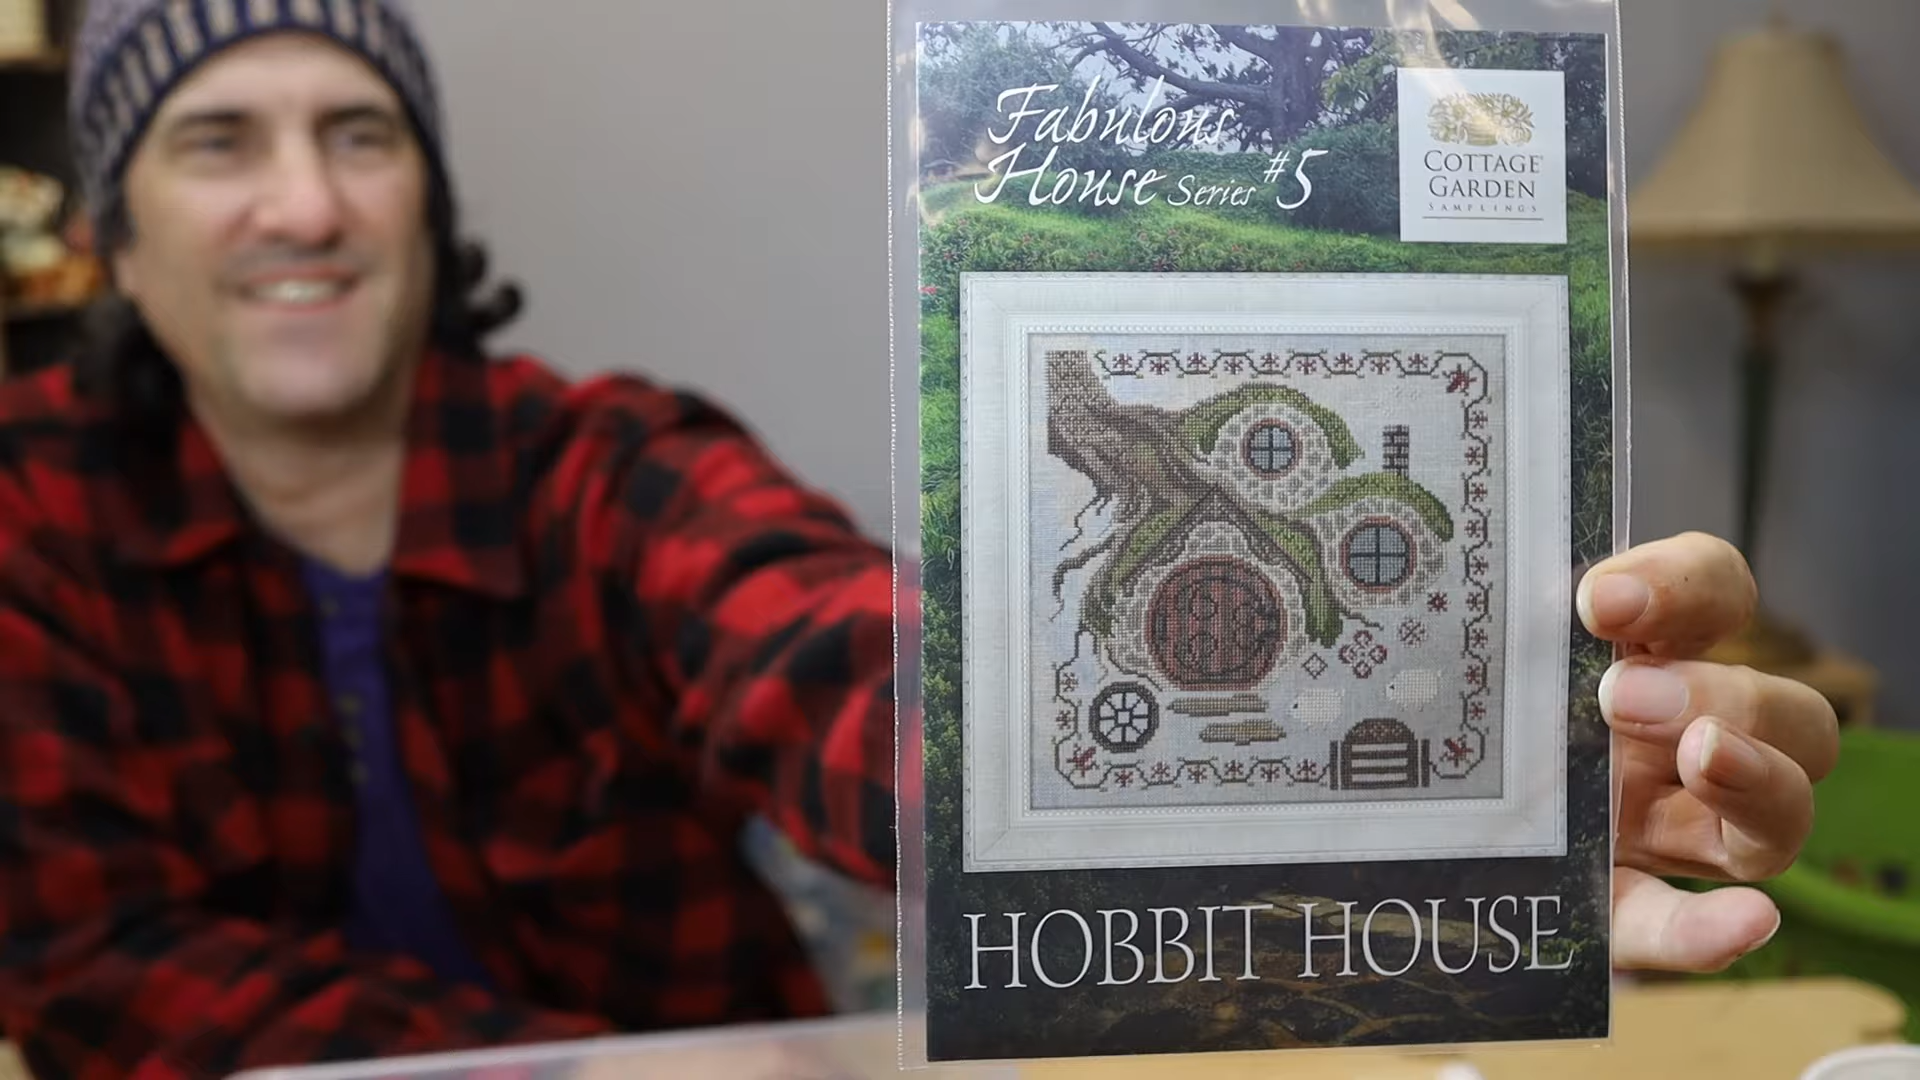 Fabulous
House Series #5
COTTAGE
GARDEN
SAMPLINGS
HOBBIT HOUSE